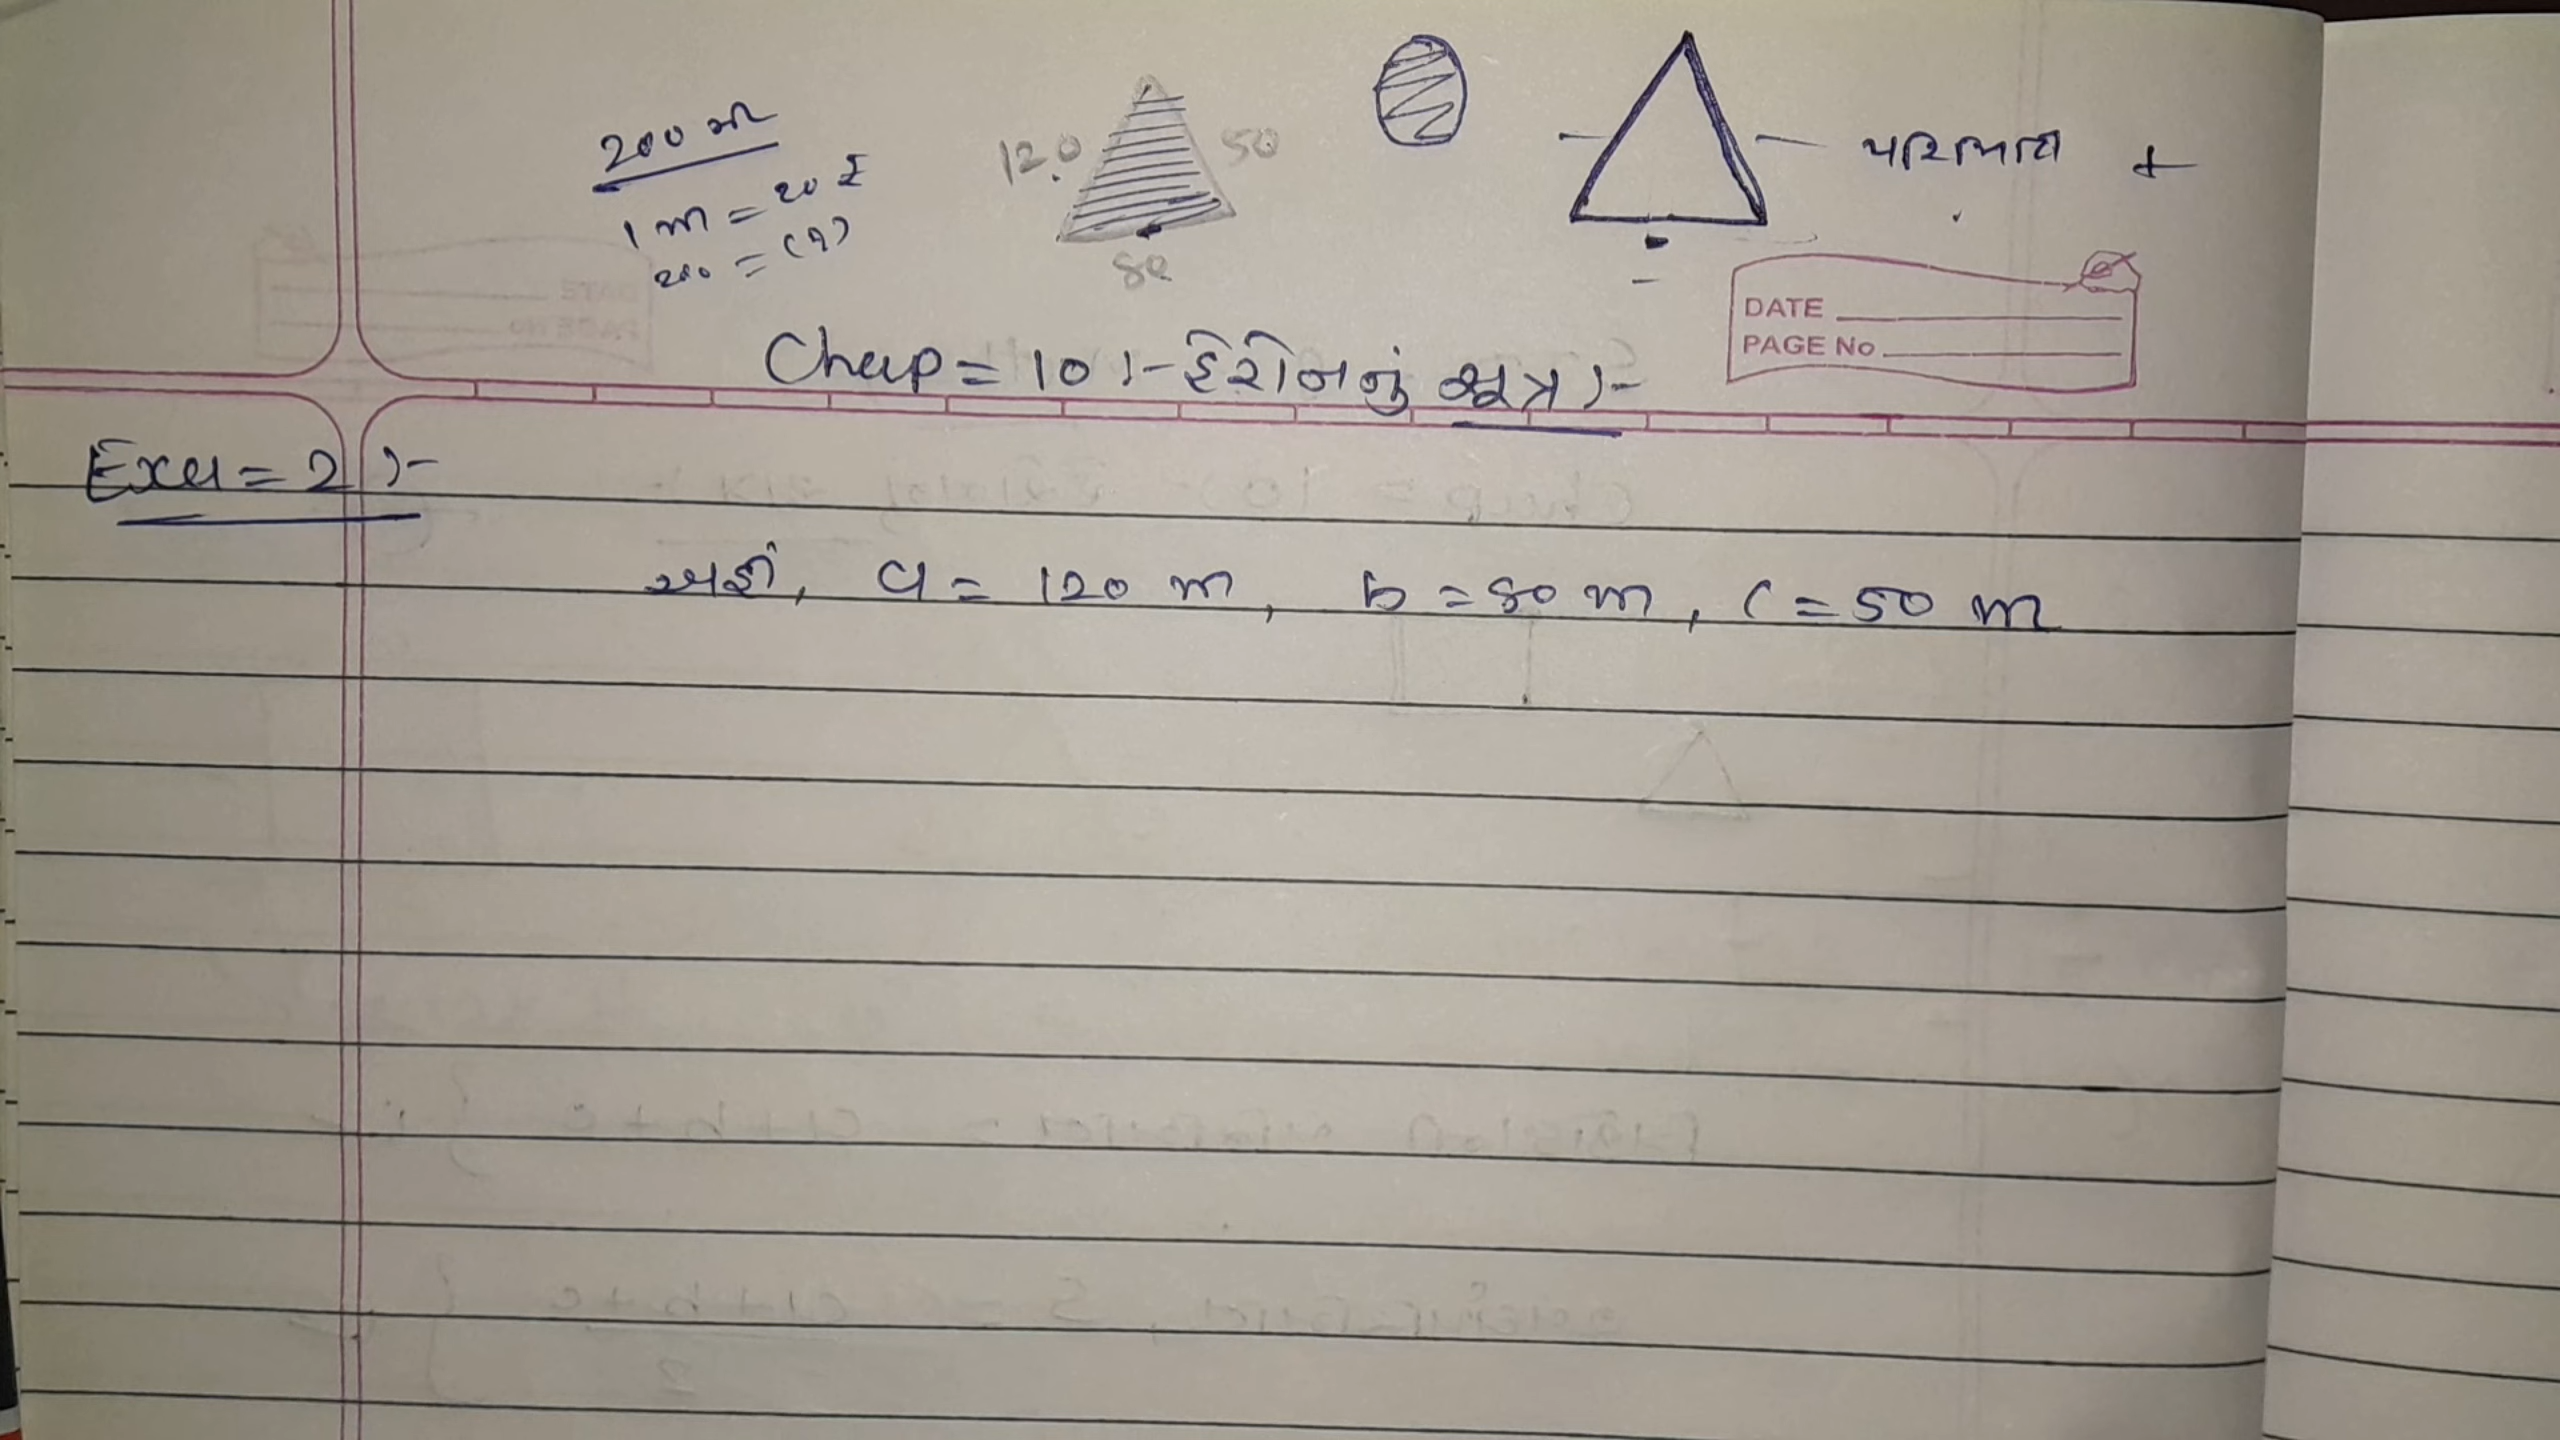 200 મી
1 m = 20 ₹
200 = (?)
120
50
80
પરિમિતી +
DATE
PAGE No
Chap = 10 :- હેરોનનું સૂત્ર :-
Exa = 2 :-
અહીં, a = 120 m, b = 80 m, c = 50 m